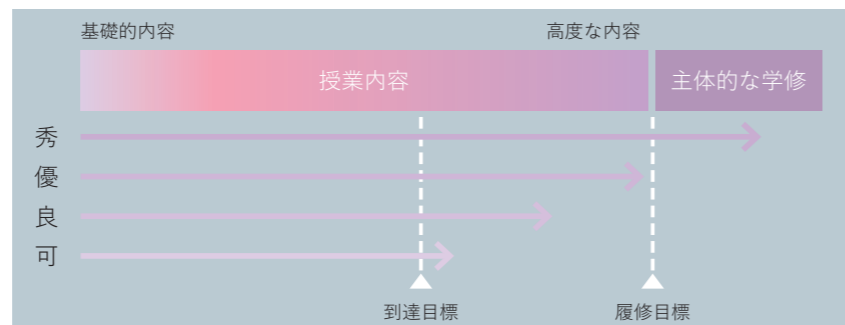 基礎的内容
高度な内容
授業内容
主体的な学修
秀
優
良
可
到達目標
履修目標